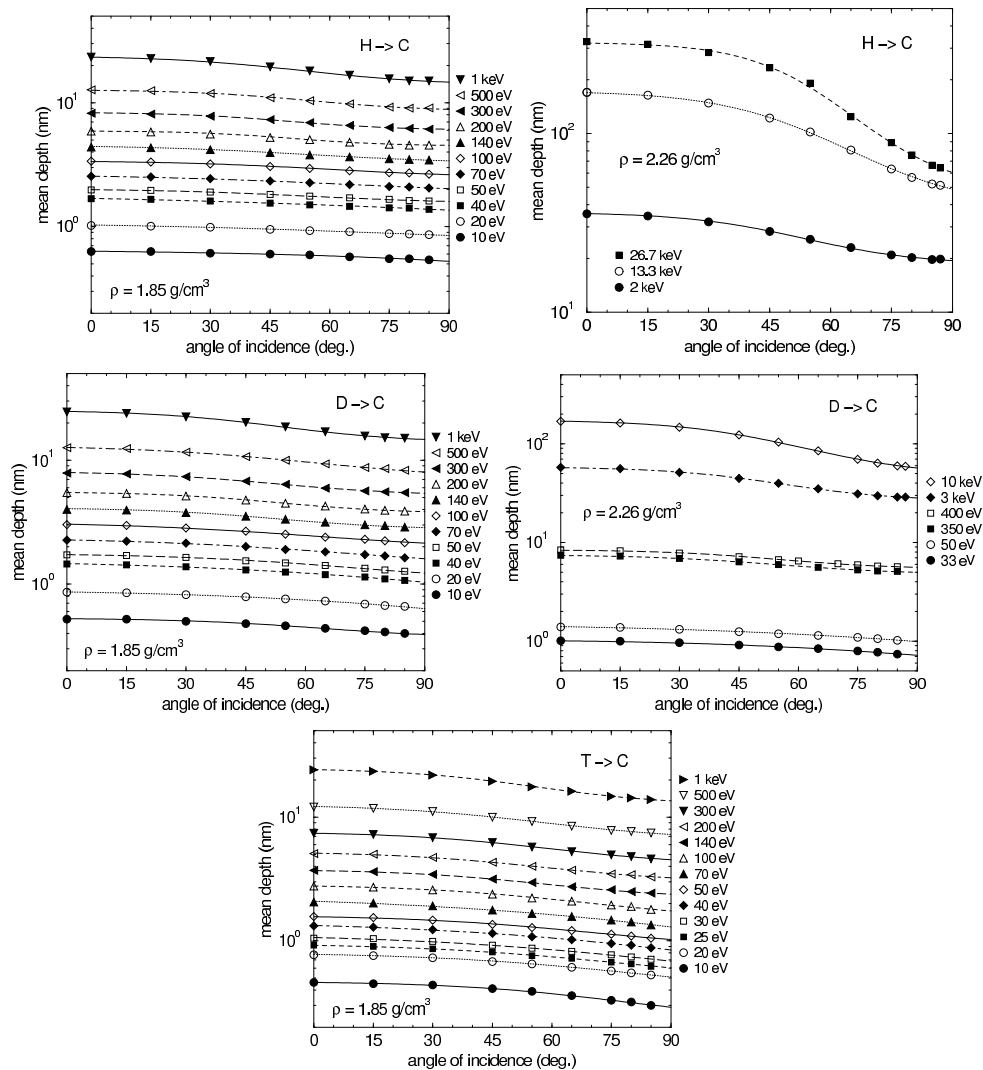 H –> C
mean depth (nm)
10¹
10⁰
1 keV
500 eV
300 eV
200 eV
140 eV
100 eV
70 eV
50 eV
40 eV
20 eV
10 eV
ρ = 1.85 g/cm³
0 15 30 45 60 75 90
angle of incidence (deg.)
H –> C
mean depth (nm)
10²
10¹
ρ = 2.26 g/cm³
26.7 keV
13.3 keV
2 keV
0 15 30 45 60 75 90
angle of incidence (deg.)
D –> C
mean depth (nm)
10¹
10⁰
1 keV
500 eV
300 eV
200 eV
140 eV
100 eV
70 eV
50 eV
40 eV
20 eV
10 eV
ρ = 1.85 g/cm³
0 15 30 45 60 75 90
angle of incidence (deg.)
D –> C
mean depth (nm)
10²
10¹
10⁰
ρ = 2.26 g/cm³
10 keV
3 keV
400 eV
350 eV
50 eV
33 eV
0 15 30 45 60 75 90
angle of incidence (deg.)
T –> C
mean depth (nm)
10¹
10⁰
1 keV
500 eV
300 eV
200 eV
140 eV
100 eV
70 eV
50 eV
40 eV
30 eV
25 eV
20 eV
10 eV
ρ = 1.85 g/cm³
0 15 30 45 60 75 90
angle of incidence (deg.)